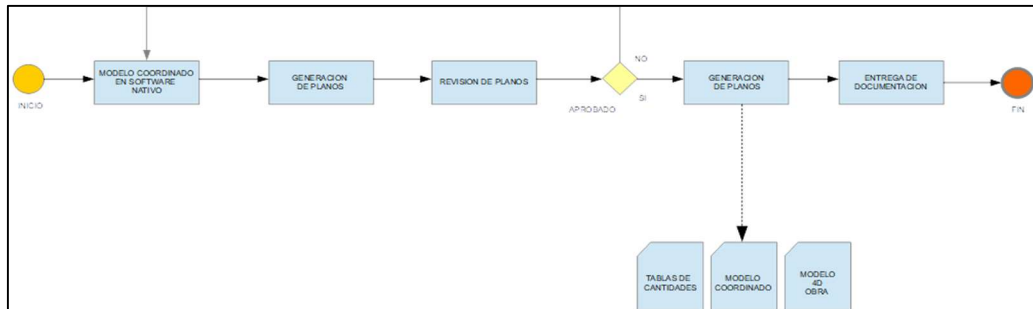 MODELO COORDINADO
EN SOFTWARE
NATIVO
GENERACION
DE PLANOS
REVISION DE PLANOS
NO
SI
APROBADO
GENERACION
DE PLANOS
ENTREGA DE
DOCUMENTACION
INICIO
FIN
TABLAS DE
CANTIDADES
MODELO
COORDINADO
MODELO
4D
OBRA